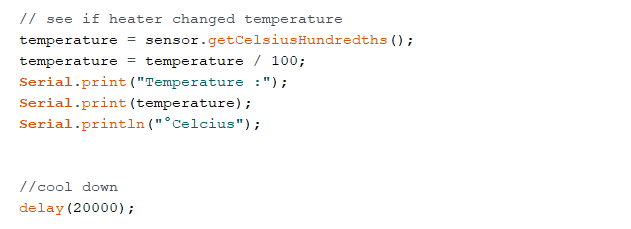 // see if heater changed temperature
temperature = sensor.getCelsiusHundredths();
temperature = temperature / 100;
Serial.print("Temperature :");
Serial.print(temperature);
Serial.println("°Celcius");
//cool down
delay(20000);